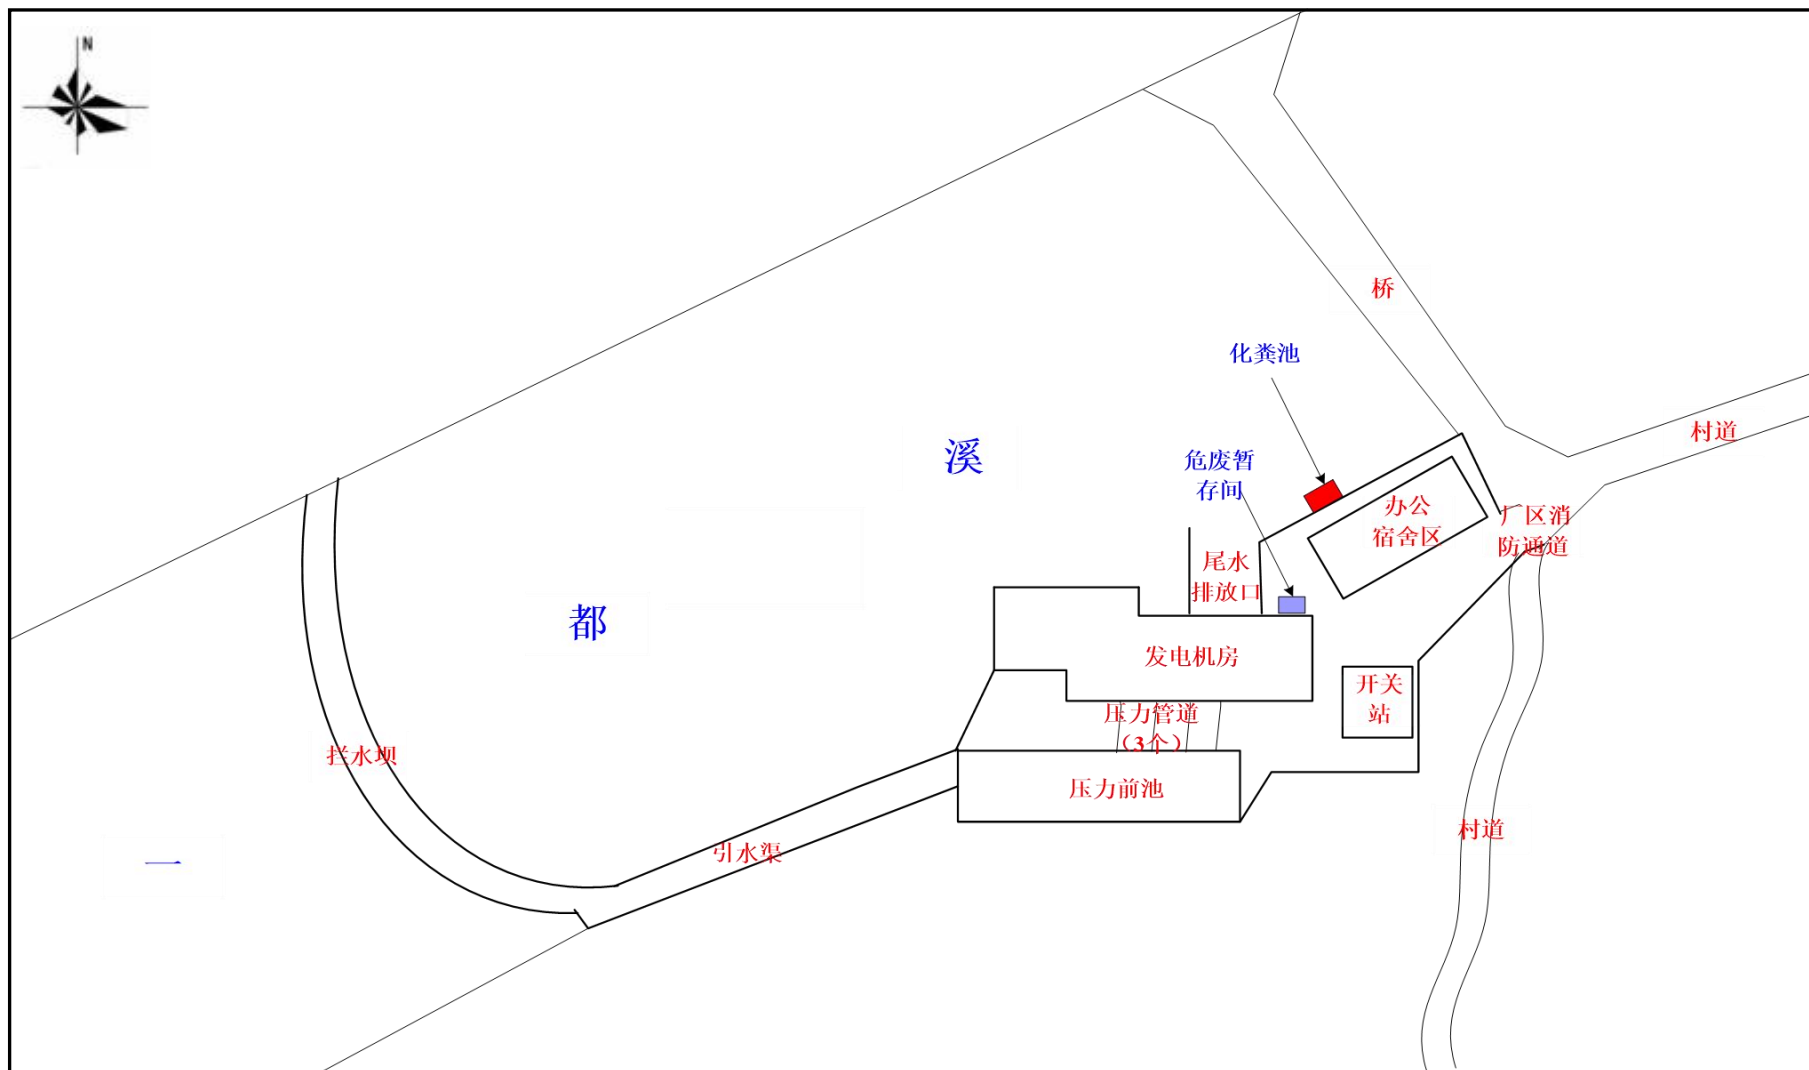 N
桥
化粪池
村道
溪
危废暂
存间
办公
宿舍区
厂区消
防通道
尾水
排放口
都
发电机房
开关
站
压力管道
（3个）
拦水坝
压力前池
引水渠
村道
一